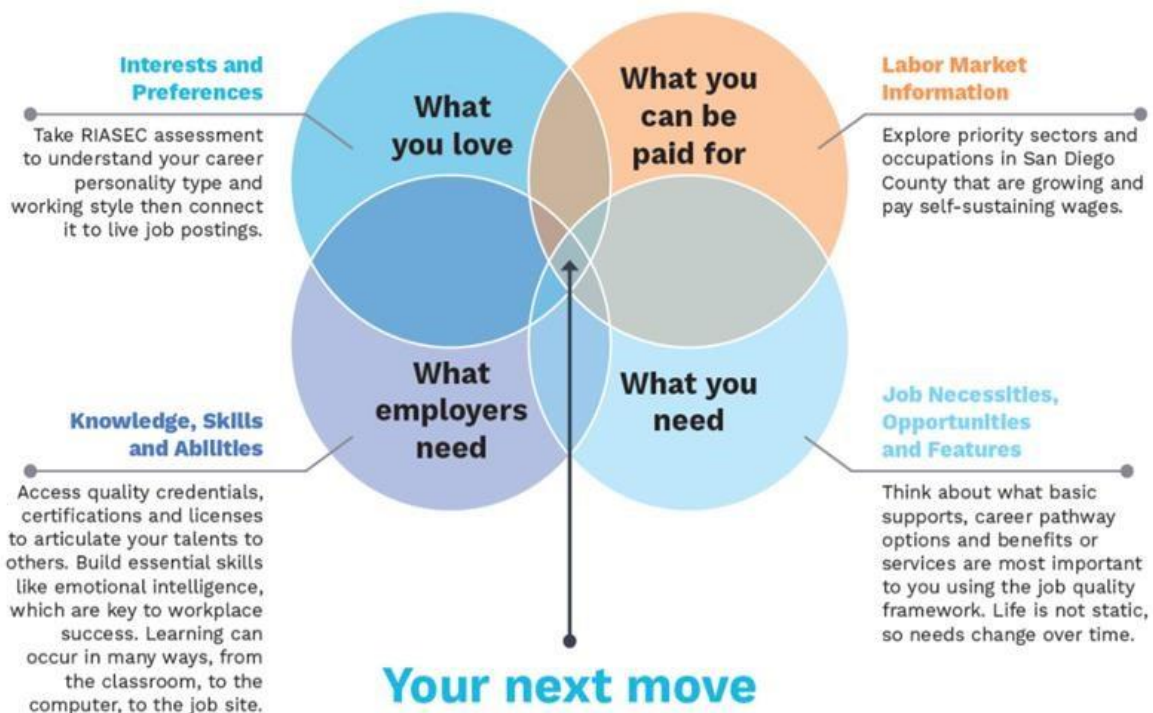 Interests and
Preferences
Take RIASEC assessment
to understand your career
personality type and
working style then connect
it to live job postings.
What
you love
What you
can be
paid for
Labor Market
Information
Explore priority sectors and
occupations in San Diego
County that are growing and
pay self-sustaining wages.
Knowledge, Skills
and Abilities
Access quality credentials,
certifications and licenses
to articulate your talents to
others. Build essential skills
like emotional intelligence,
which are key to workplace
success. Learning can
occur in many ways, from
the classroom, to the
computer, to the job site.
What
employers
need
What you
need
Job Necessities,
Opportunities
and Features
Think about what basic
supports, career pathway
options and benefits or
services are most important
to you using the job quality
framework. Life is not static,
so needs change over time.
Your next move